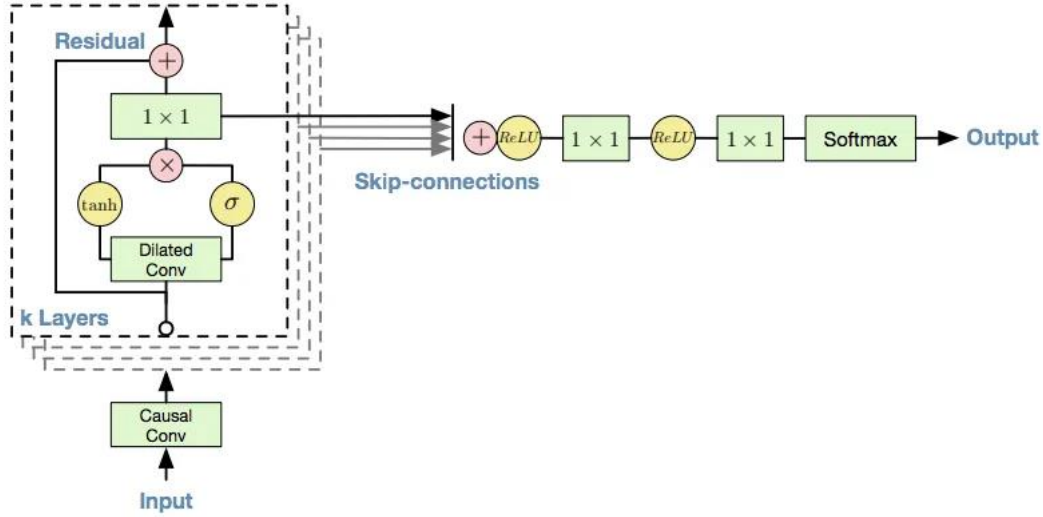 Residual
+
1 × 1
×
tanh
σ
Dilated
Conv
k Layers
Causal
Conv
Input
Skip-connections
+
ReLU
1 × 1
ReLU
1 × 1
Softmax
Output